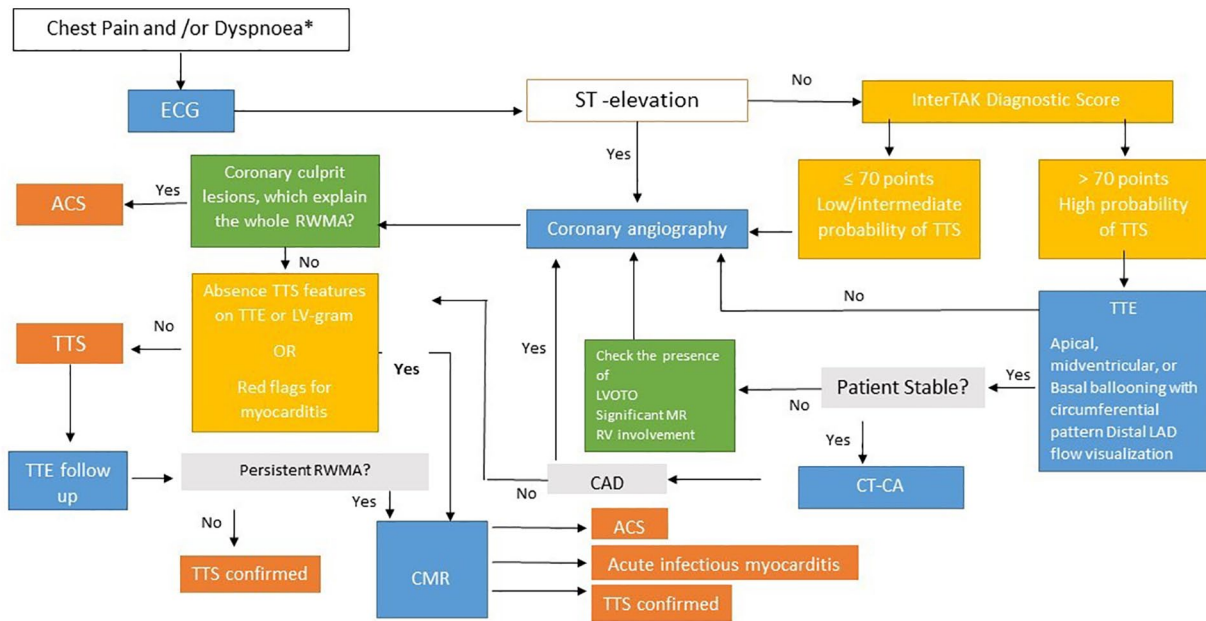 Chest Pain and /or Dyspnoea*
ECG
ST -elevation
No
InterTAK Diagnostic Score
Yes
Coronary culprit
lesions, which explain
the whole RWMA?
Yes
ACS
Coronary angiography
≤ 70 points
Low/intermediate
probability of TTS
> 70 points
High probability
of TTS
No
Absence TTS features
on TTE or LV-gram
OR
Red flags for
myocarditis
No
TTS
Yes
Yes
No
Check the presence
of
LVOTO
Significant MR
RV involvement
No
Patient Stable?
Yes
TTE
Apical,
midventricular, or
Basal ballooning with
circumferential
pattern Distal LAD
flow visualization
Yes
TTE follow
up
Persistent RWMA?
Yes
No
CAD
CT-CA
No
TTS confirmed
CMR
ACS
Acute infectious myocarditis
TTS confirmed